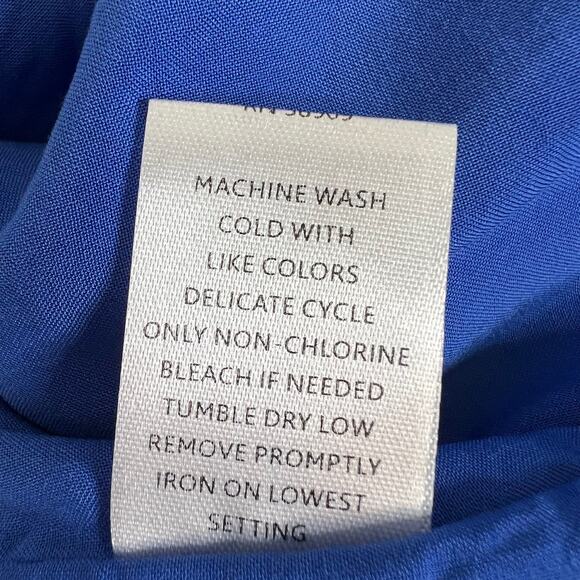 MACHINE WASH
COLD WITH
LIKE COLORS
DELICATE CYCLE
ONLY NON-CHLORINE
BLEACH IF NEEDED
TUMBLE DRY LOW
REMOVE PROMPTLY
IRON ON LOWEST
SETTING